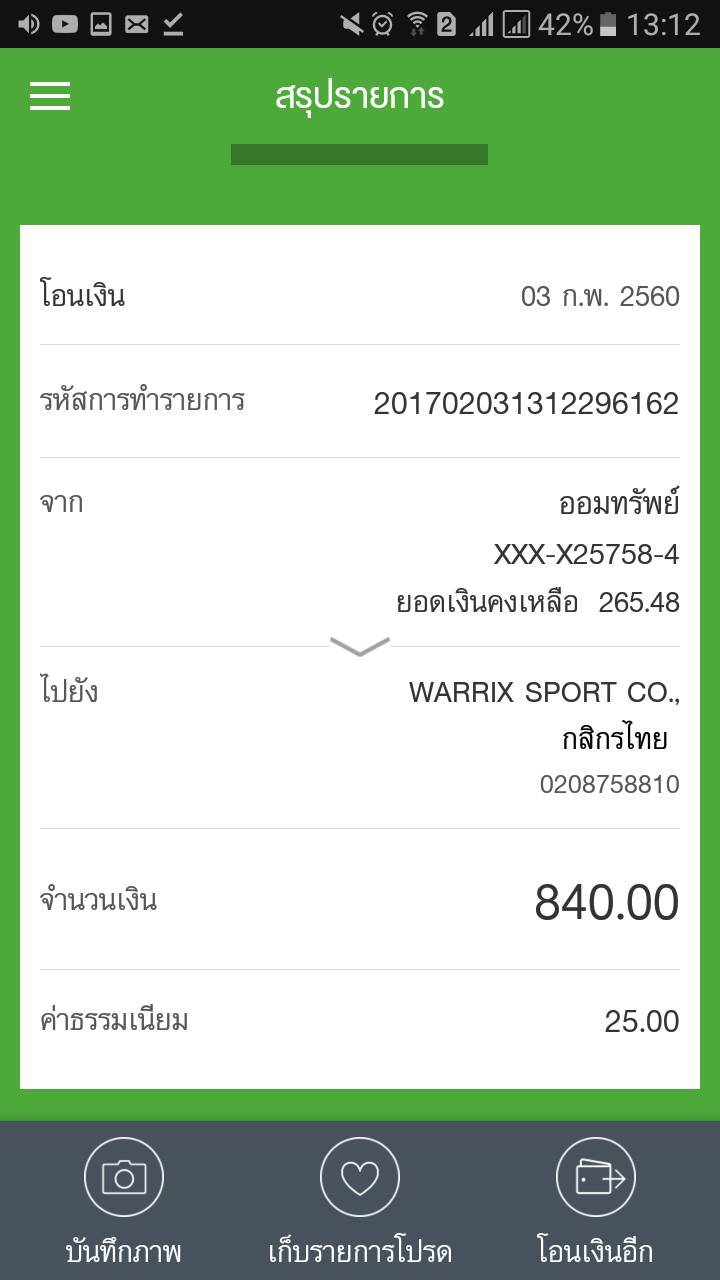 2 42% 13:12
สรุปรายการ
โอนเงิน 03 ก.พ. 2560
รหัสการทำรายการ 201702031312296162
จาก ออมทรัพย์
XXX-X25758-4
ยอดเงินคงเหลือ 265.48
ไปยัง WARRIX SPORT CO.,
กสิกรไทย
0208758810
จำนวนเงิน 840.00
ค่าธรรมเนียม 25.00
บันทึกภาพ เก็บรายการโปรด โอนเงินอีก